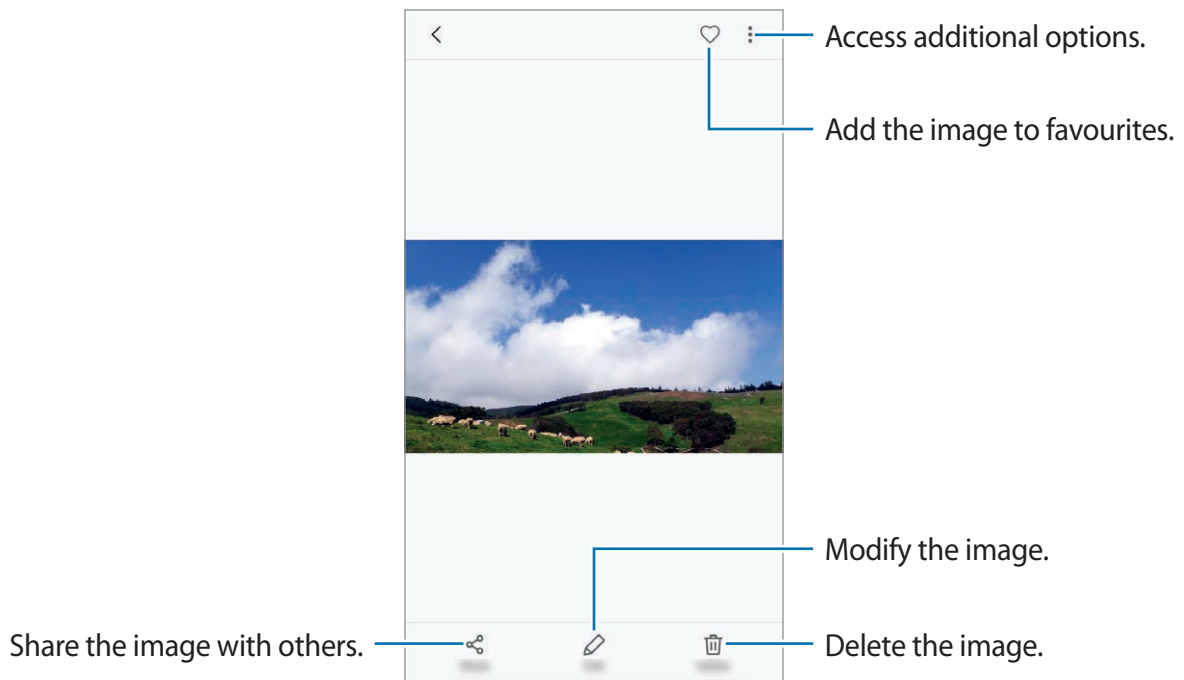 Access additional options.
Add the image to favourites.
Modify the image.
Share the image with others.
Delete the image.